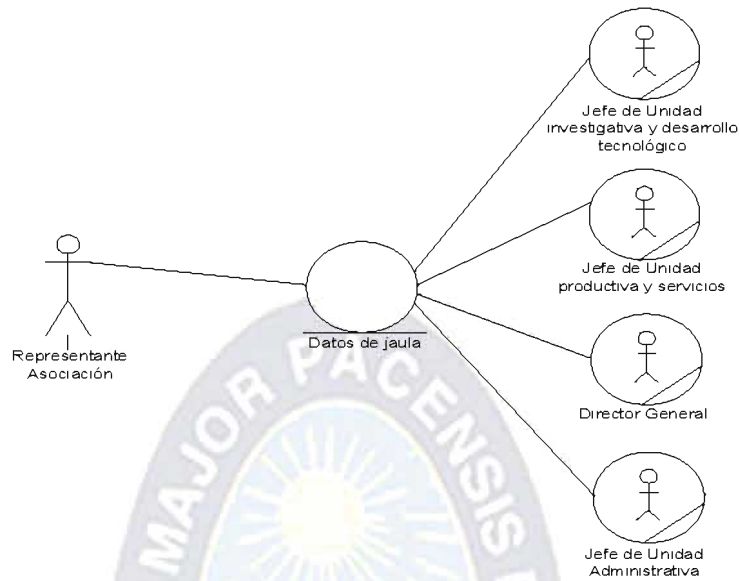 Jefe de Unidad
investigativa y desarrollo
tecnológico
Jefe de Unidad
productiva y servicios
Representante
Asociación
Datos de jaula
Director General
Jefe de Unidad
Administrativa
MAJOR PACENSIS